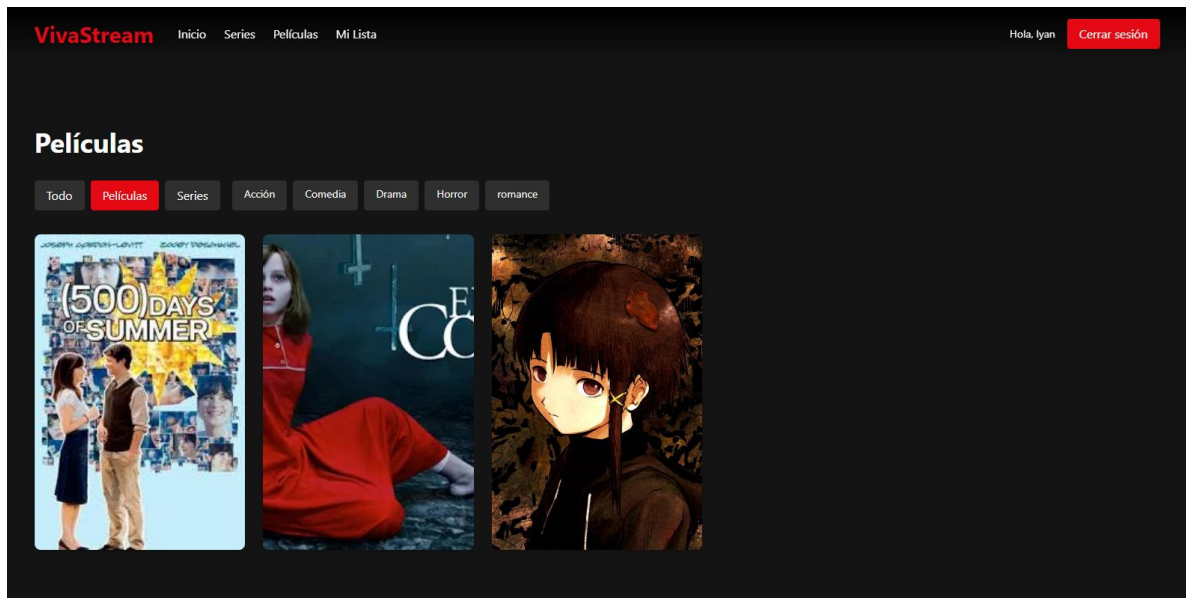 VivaStream Inicio Series Películas Mi Lista Hola, Iyan Cerrar sesión
Películas
Todo Películas Series Acción Comedia Drama Horror romance
JOSEPH GORDON-LEVITT ZOOEY DESCHANEL
(500) DAYS
OF SUMMER
E
CO